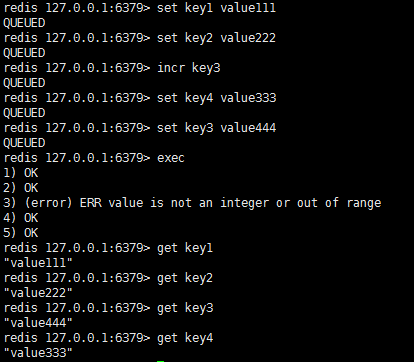 redis 127.0.0.1:6379> set key1 value111
QUEUED
redis 127.0.0.1:6379> set key2 value222
QUEUED
redis 127.0.0.1:6379> incr key3
QUEUED
redis 127.0.0.1:6379> set key4 value333
QUEUED
redis 127.0.0.1:6379> set key3 value444
QUEUED
redis 127.0.0.1:6379> exec
1) OK
2) OK
3) (error) ERR value is not an integer or out of range
4) OK
5) OK
redis 127.0.0.1:6379> get key1
"value111"
redis 127.0.0.1:6379> get key2
"value222"
redis 127.0.0.1:6379> get key3
"value444"
redis 127.0.0.1:6379> get key4
"value333"